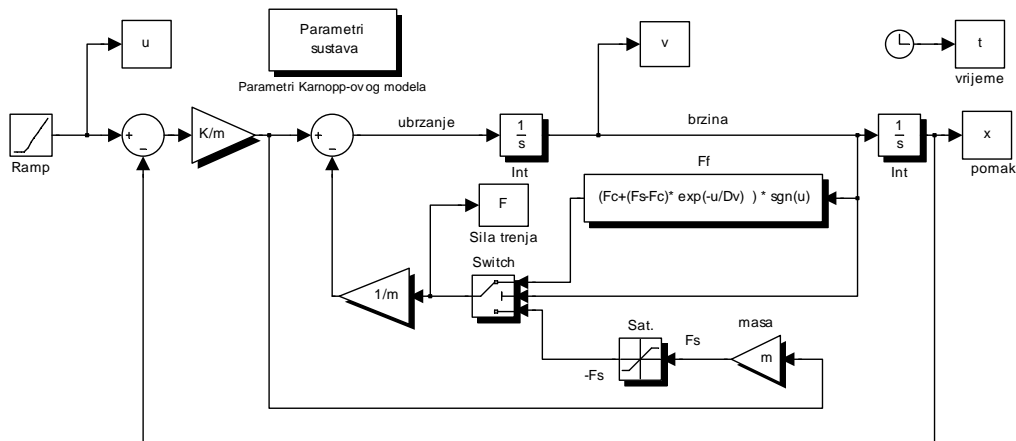 Parametri
sustava
Parametri Karnopp-ovog modela
u
v
t
vrijeme
Ramp
+
−
K/m
+
−
ubrzanje
1
s
Int
brzina
1
s
Int
x
pomak
Ff
(Fc+(Fs-Fc)* exp(-u/Dv) ) * sgn(u)
F
Sila trenja
Switch
1/m
Sat.
-Fs
Fs
masa
m